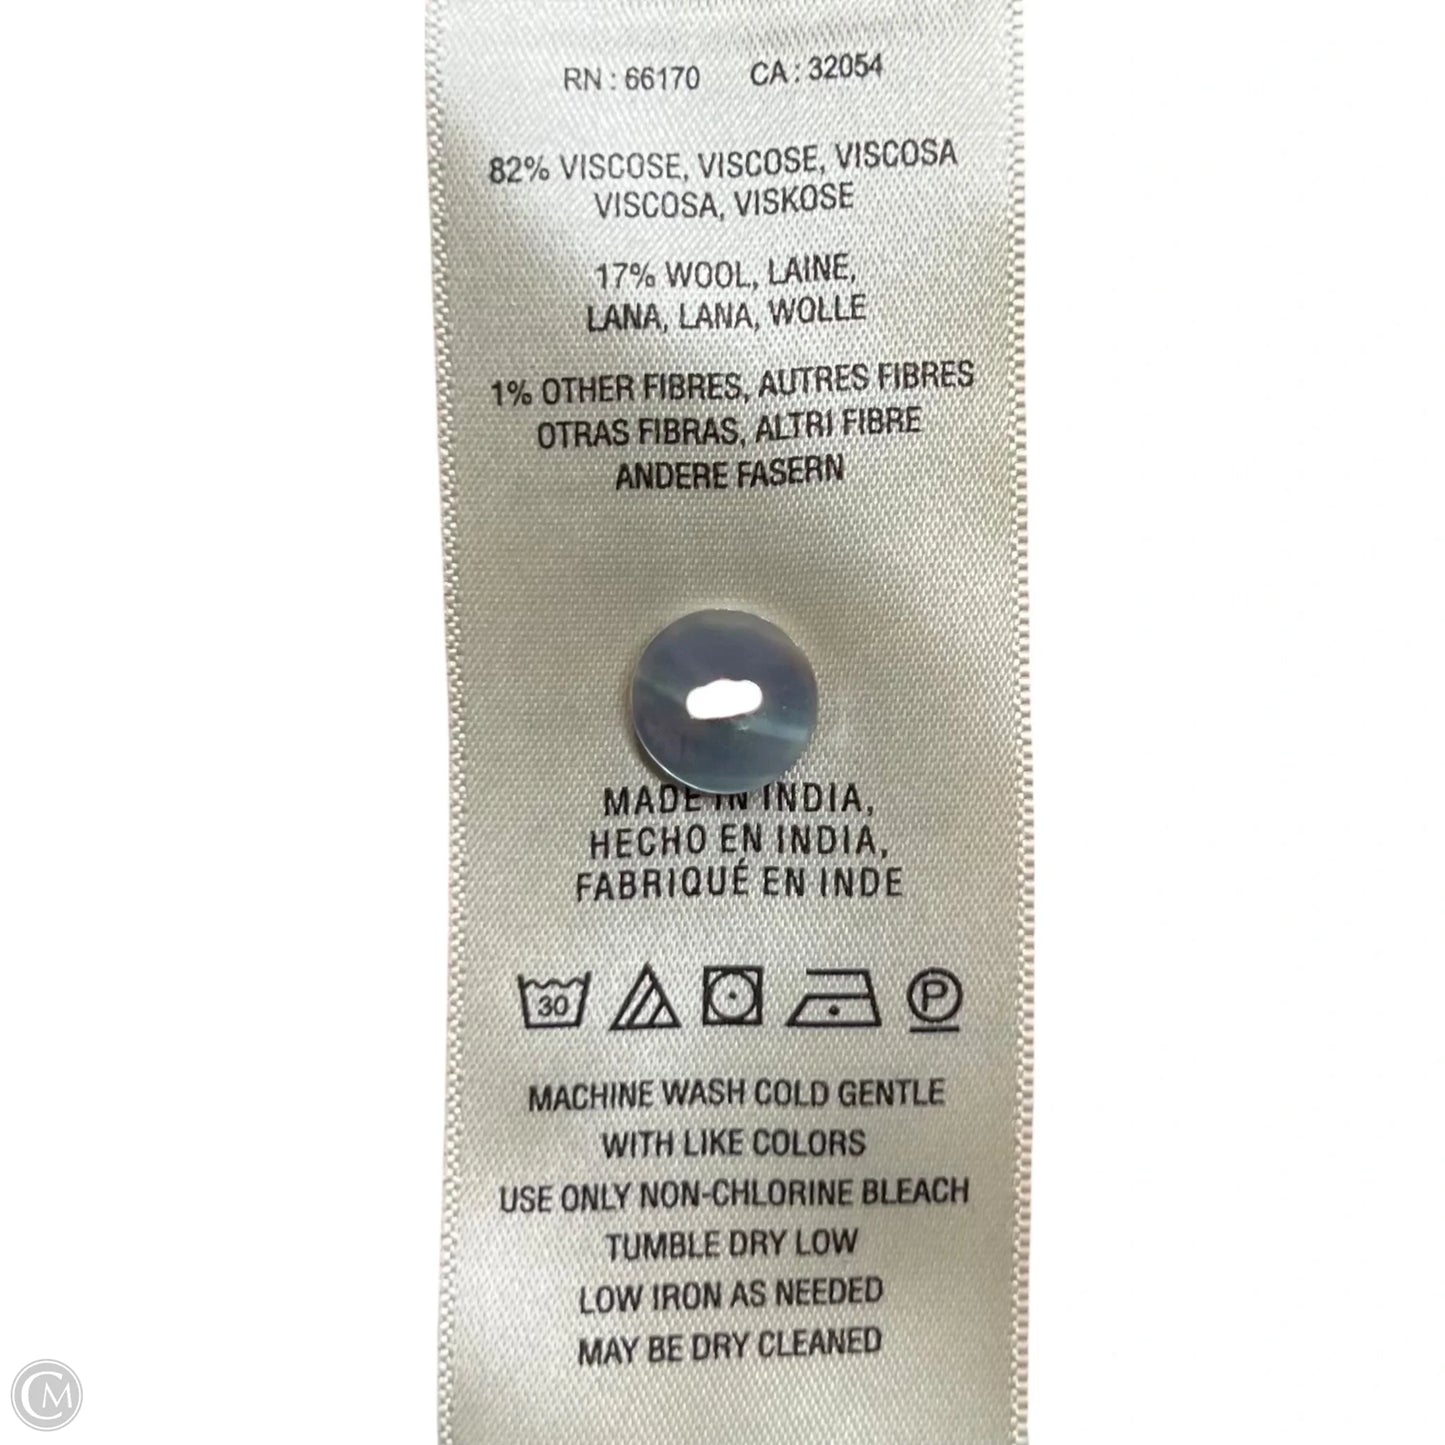 RN : 66170 CA : 32054
82% VISCOSE, VISCOSE, VISCOSA
VISCOSA, VISKOSE
17% WOOL, LAINE,
LANA, LANA, WOLLE
1% OTHER FIBRES, AUTRES FIBRES
OTRAS FIBRAS, ALTRI FIBRE
ANDERE FASERN
MADE IN INDIA,
HECHO EN INDIA,
FABRIQUÉ EN INDE
30 P
MACHINE WASH COLD GENTLE
WITH LIKE COLORS
USE ONLY NON-CHLORINE BLEACH
TUMBLE DRY LOW
LOW IRON AS NEEDED
MAY BE DRY CLEANED
CM